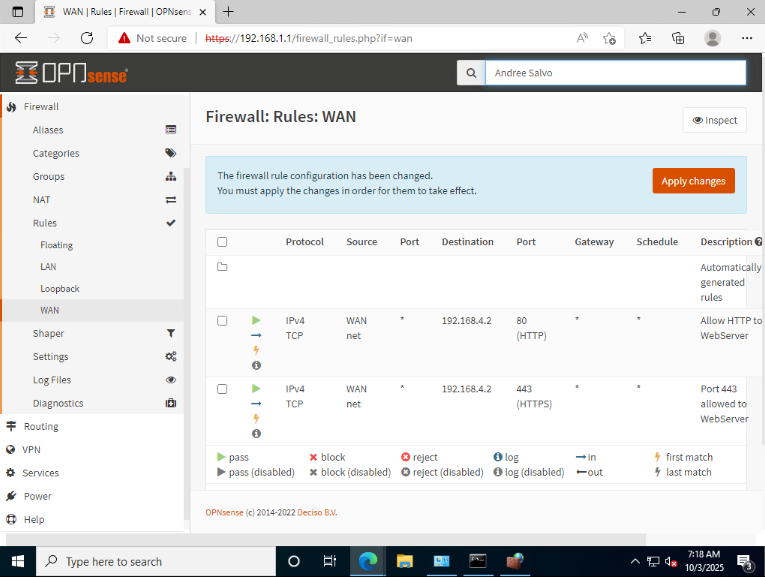 WAN | Rules | Firewall | OPNsens
Not secure
https://192.168.1.1/firewall_rules.php?if=wan
OPNsense
Andree Salvo
Firewall
Aliases
Categories
Groups
NAT
Rules
Floating
LAN
Loopback
WAN
Shaper
Settings
Log Files
Diagnostics
Routing
VPN
Services
Power
Help
Firewall: Rules: WAN
Inspect
The firewall rule configuration has been changed.
You must apply the changes in order for them to take effect.
Apply changes
Protocol Source Port Destination Port Gateway Schedule Description
Automatically
generated
rules
IPv4 WAN * 192.168.4.2 80 * * Allow HTTP to
TCP net (HTTP) WebServer
IPv4 WAN * 192.168.4.2 443 * * Port 443
TCP net (HTTPS) allowed to
WebServer
pass block reject log in first match
pass (disabled) block (disabled) reject (disabled) log (disabled) out last match
OPNsense (c) 2014-2022 Deciso B.V.
Type here to search
7:18 AM
10/3/2025
3